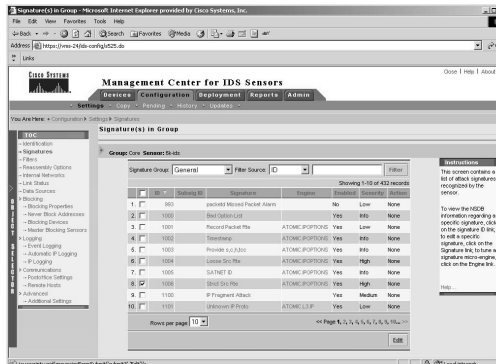 Signature(s) in Group - Microsoft Internet Explorer provided by Cisco Systems, Inc.
File Edit View Favorites Tools Help
Back Search Favorites Media
Address https://vms-24/ids-config/s525.do
Links
Close | Help | About
CISCO SYSTEMS
Management Center for IDS Sensors
Devices Configuration Deployment Reports Admin
Settings Copy Pending History Updates
You Are Here: Configuration Settings Signatures
Signature(s) in Group
TOC
Identification
Signatures
Filters
Reassembly Options
Internal Networks
Link Status
Data Sources
Blocking
Blocking Properties
Never Block Addresses
Blocking Devices
Master Blocking Sensors
Logging
Event Logging
Automatic IP Logging
IP Logging
Communications
Postoffice Settings
Remote Hosts
Advanced
Additional Settings
OBJECT SELECTOR
Group: Core Sensor:
Signature Group: General Filter Source: ID Filter
Showing 1-10 of 432 records
ID Subsig ID Signature Engine Enabled Severity Action
1. 993 Missed Packet Alarm No Low None
2. 1000 Bad Option List Yes Info None
3. 1001 Record Packet Rte ATOMIC.IPOPTIONS Yes Low None
4. 1002 Timestamp ATOMIC.IPOPTIONS Yes Info None
5. 1003 Provide s,c,h,tcc ATOMIC.IPOPTIONS Yes Info None
6. 1004 Loose Src Rte ATOMIC.IPOPTIONS Yes High None
7. 1005 SATNET ID ATOMIC.IPOPTIONS Yes Info None
8. 1006 Strict Src Rte ATOMIC.IPOPTIONS Yes High None
9. 1100 IP Fragment Attack Yes Medium None
10. 1101 Unknown IP Proto ATOMIC.L3.IP Yes Low None
Rows per page: 10
<< Page 1, 2, 3, 4, 5, 6, 7, 8, 9, 10... >>
Edit
Instructions
This screen contains a list of attack signatures recognized by the sensor.
To view the NSDB information regarding a specific signature, click on the signature ID link; to edit a specific signature, click on the Signature link; to tune a signature micro-engine, click on the Engine link.
Help...